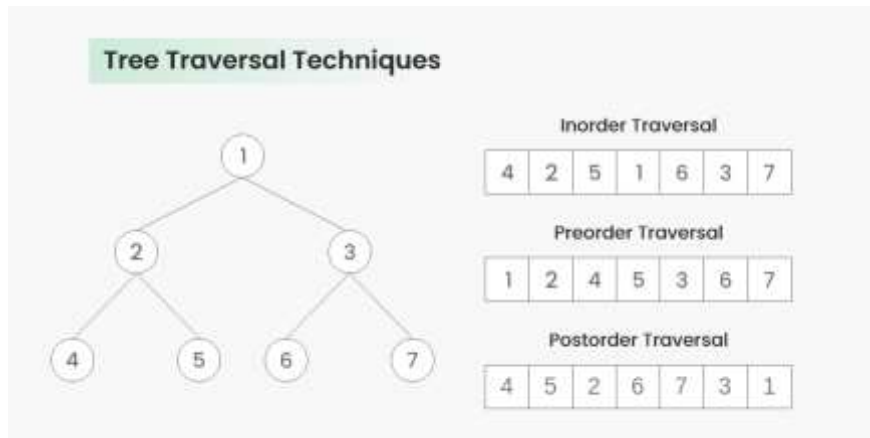 Tree Traversal Techniques
1
2 3
4 5 6 7
Inorder Traversal
4 2 5 1 6 3 7
Preorder Traversal
1 2 4 5 3 6 7
Postorder Traversal
4 5 2 6 7 3 1